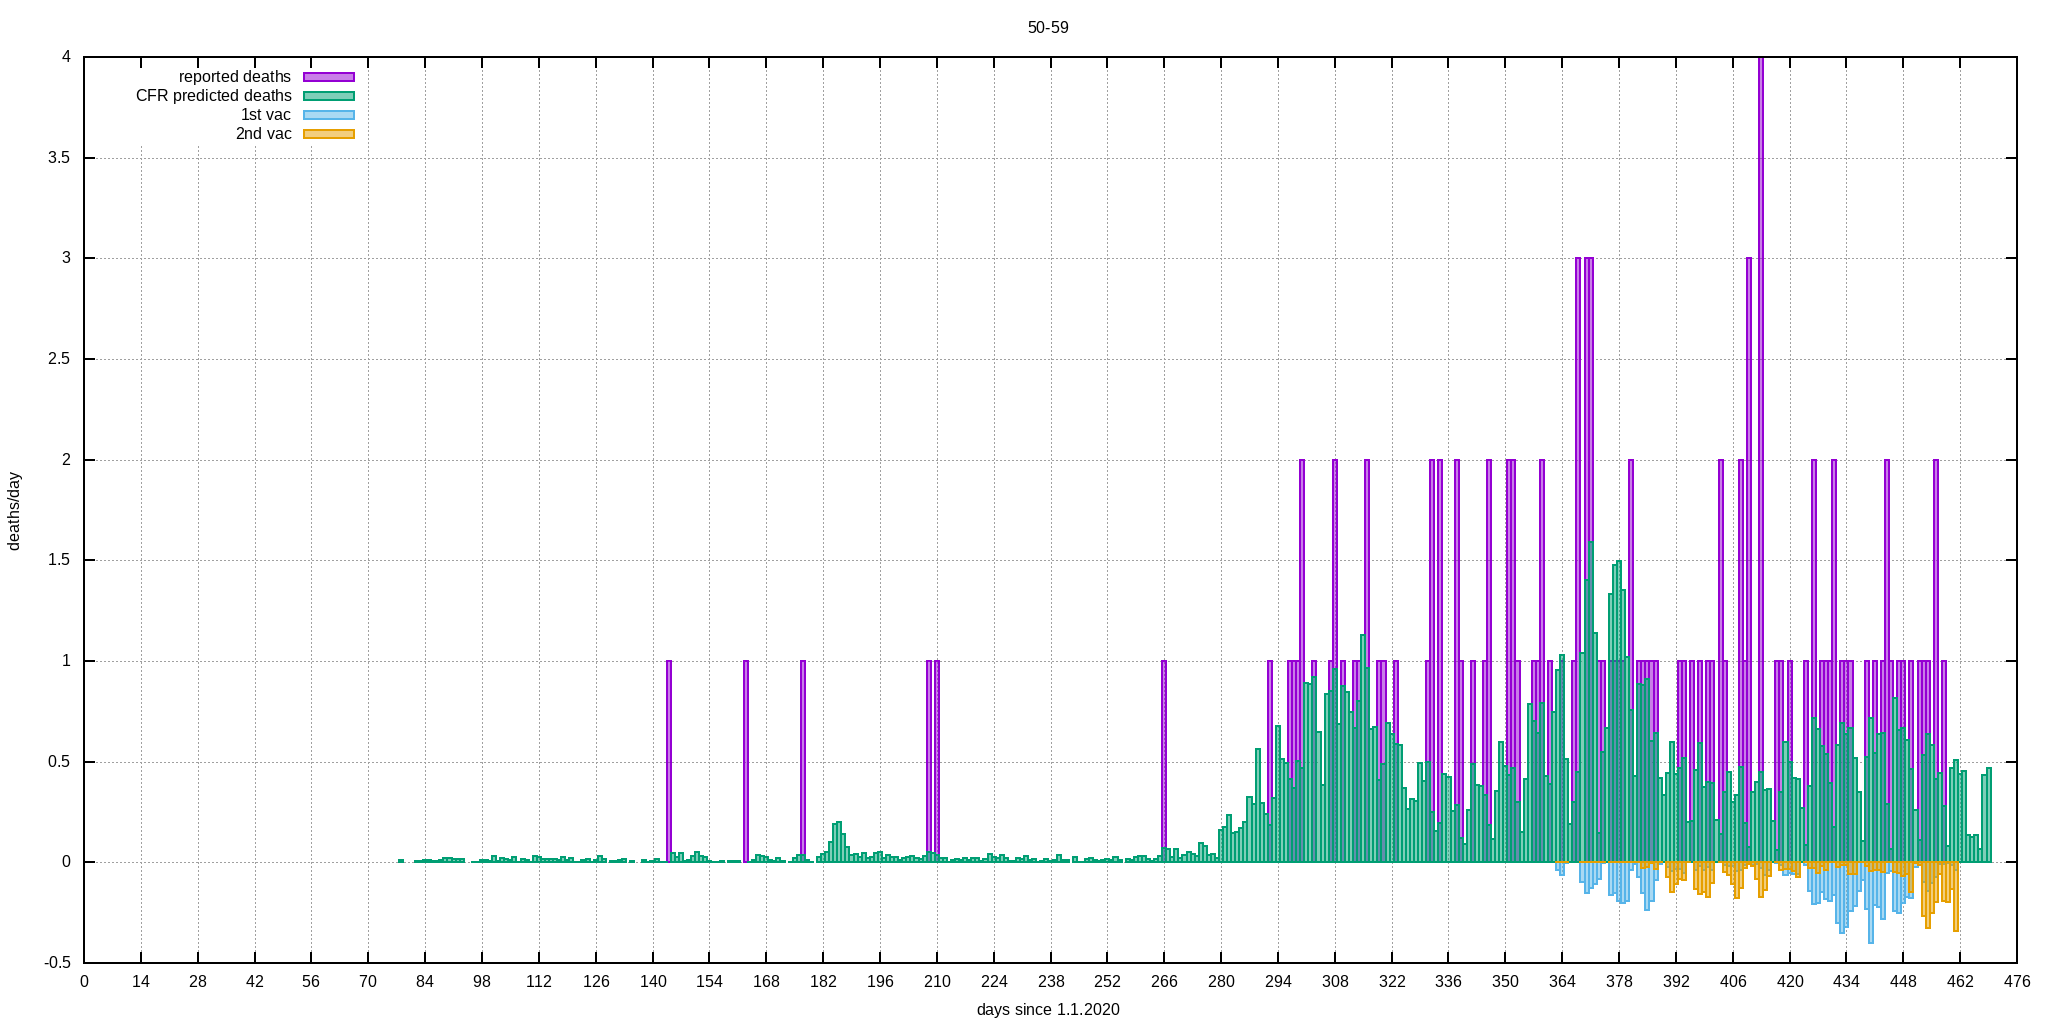 50-59
4
reported deaths
CFR predicted deaths
1st vac
2nd vac
3.5
3
2.5
2
1.5
1
0.5
0
-0.5
deaths/day
0 14 28 42 56 70 84 98 112 126 140 154 168 182 196 210 224 238 252 266 280 294 308 322 336 350 364 378 392 406 420 434 448 462 476
days since 1.1.2020